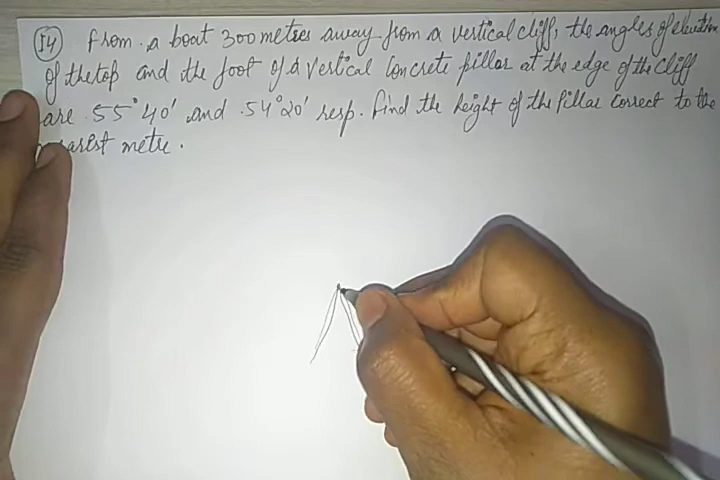 54 from a boat 300 metres away from a vertical cliff, the angles of elevation
of the top and the foot of a vertical concrete pillar at the edge of the cliff
are 55°40' and 54°20' resp. find the height of the pillar correct to the
metre.